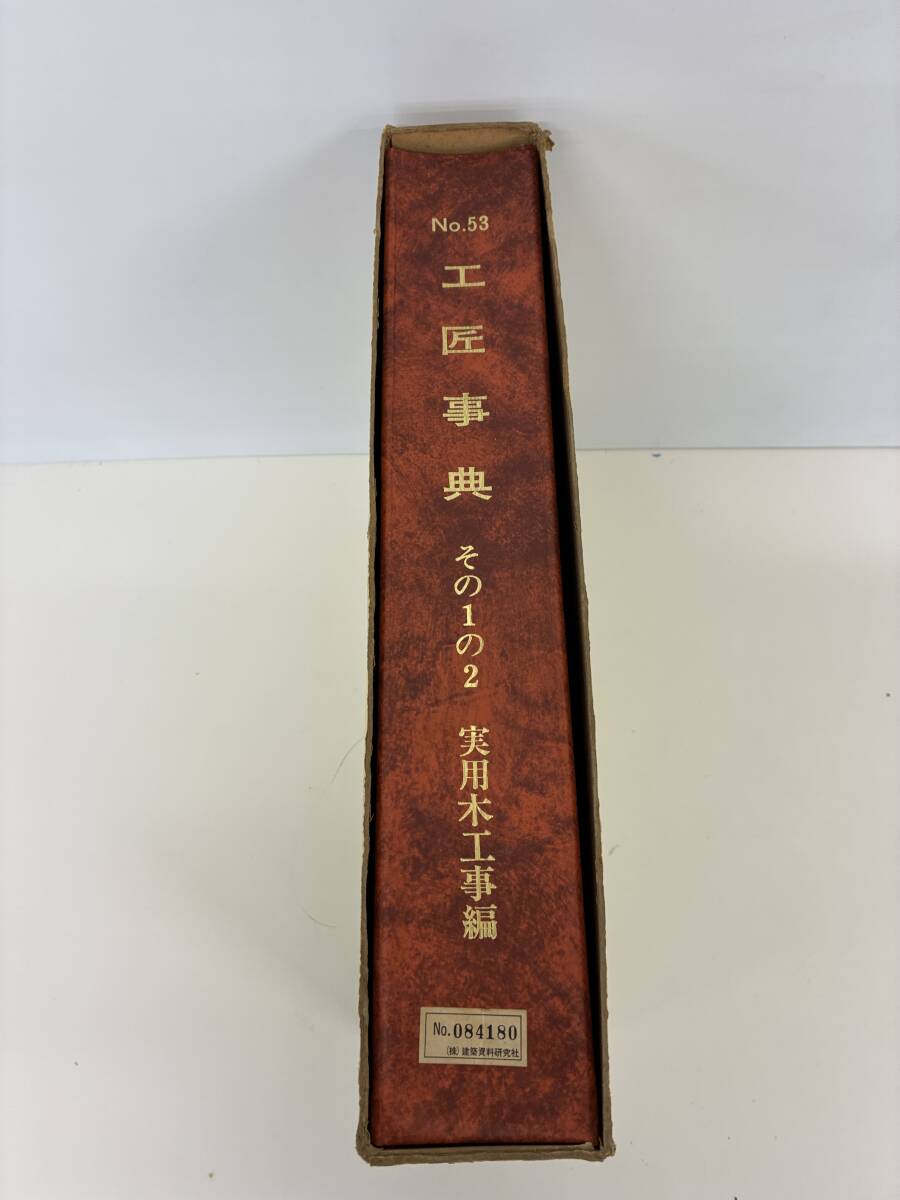 No.53
工匠事典
その1の2 実用木工事編
No.084180
(株)建築資料研究社